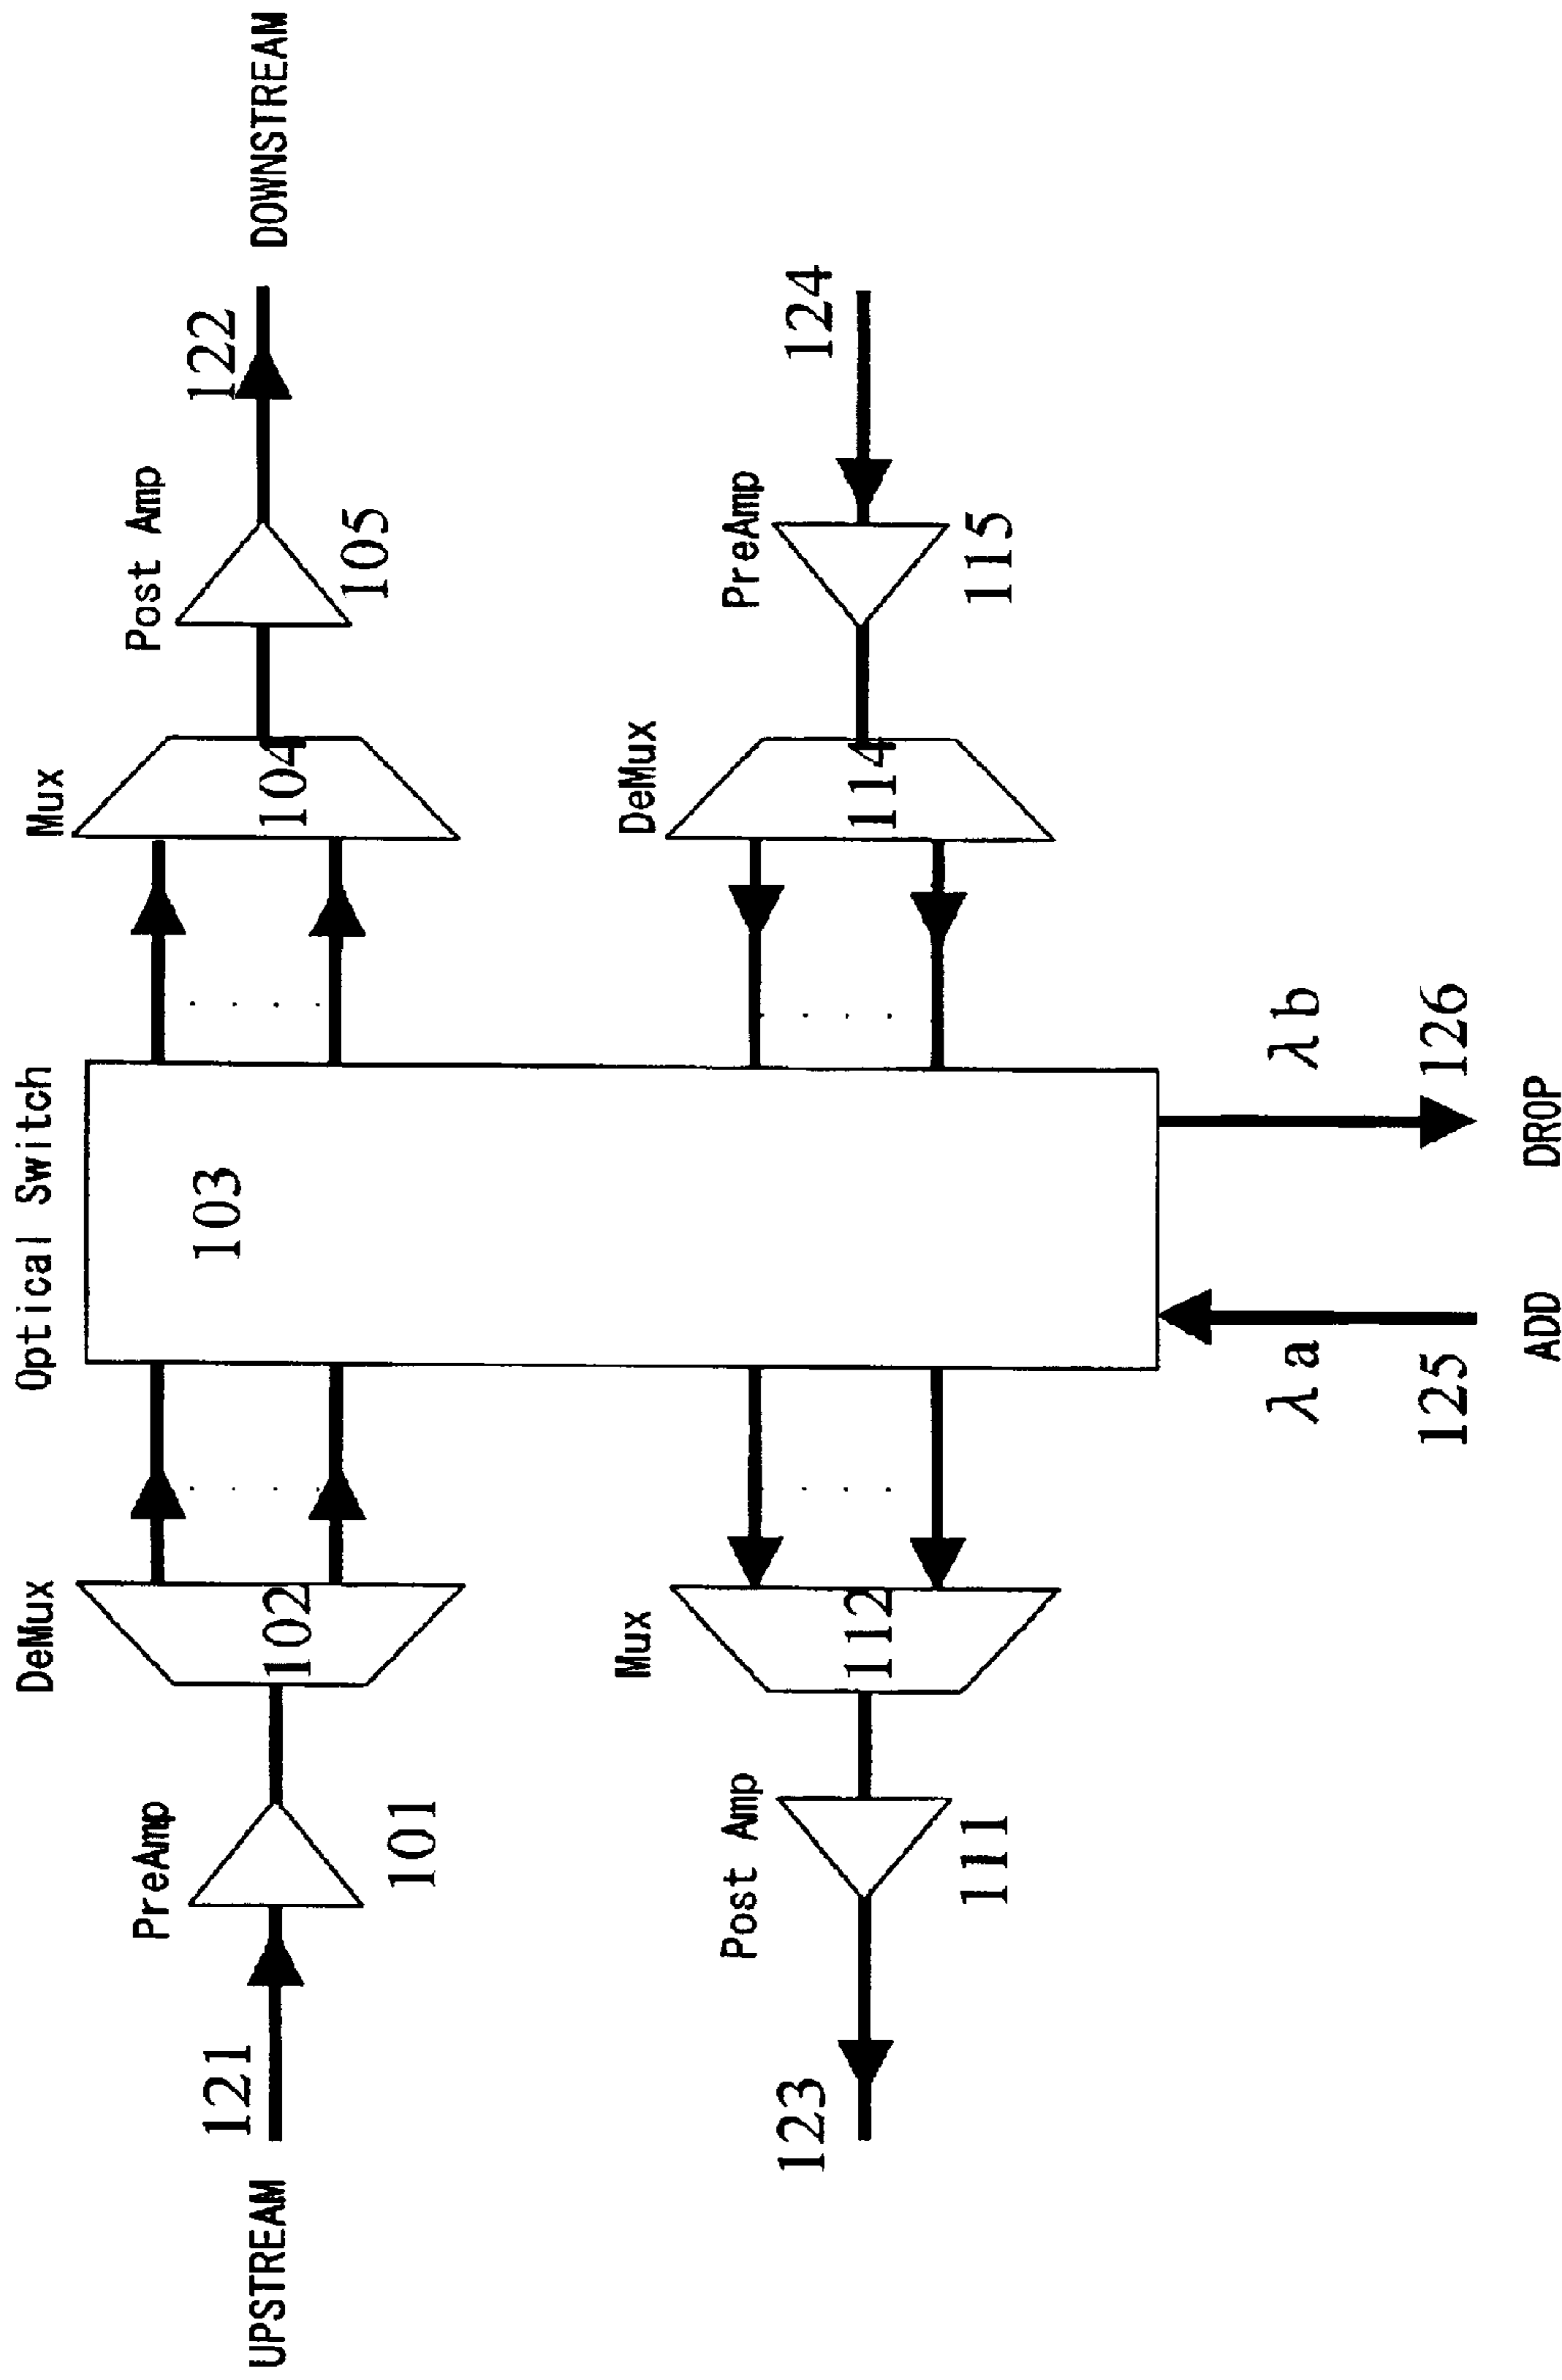 Optical Switch
DeMux
Mux
PreAmp
Post Amp
103
UPSTREAM
121
101
102
104
105
122
DOWNSTREAM
Mux
DeMux
Post Amp
PreAmp
123
111
112
114
115
124
λa
λb
125
126
ADD
DROP